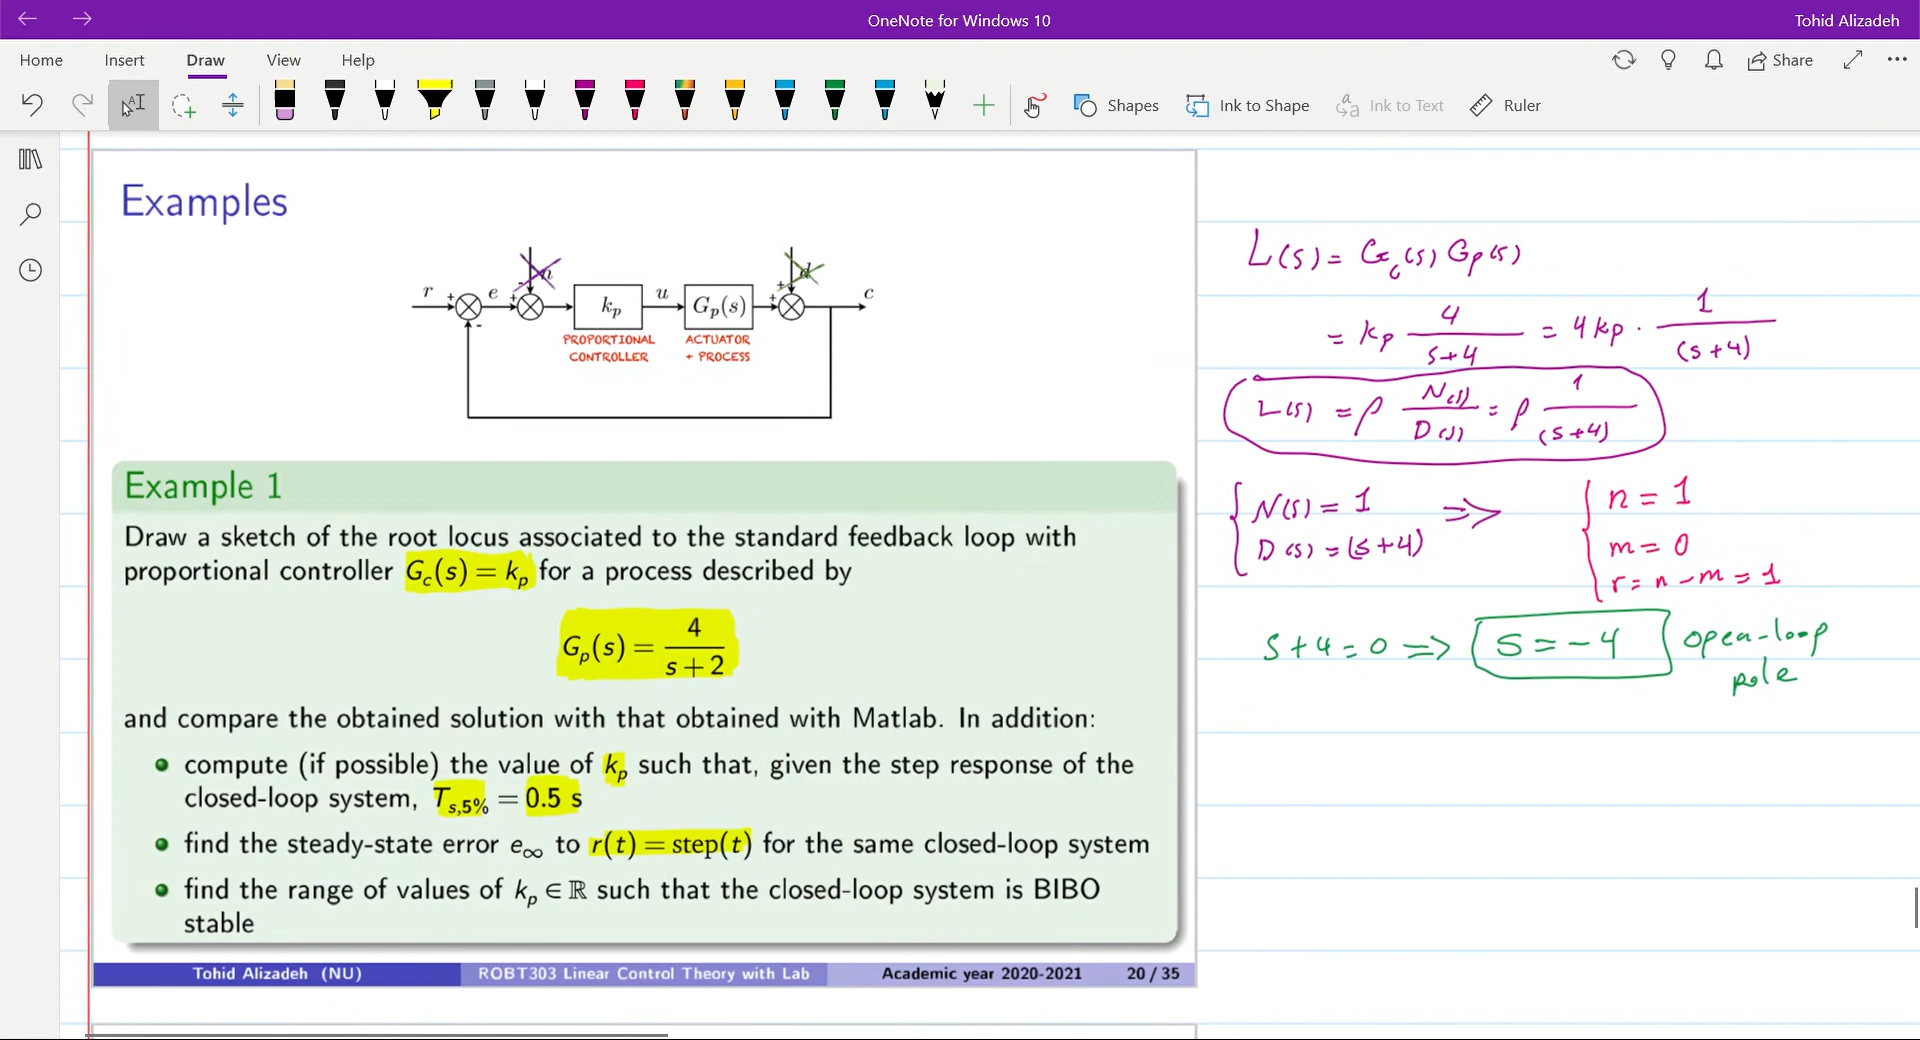 OneNote for Windows 10
Tohid Alizadeh
Home Insert Draw View Help
Share
Shapes Ink to Shape Ink to Text Ruler
Examples
r + e + - n
kp u Gp(s) + + d c
-
PROPORTIONAL CONTROLLER
ACTUATOR + PROCESS
Example 1
Draw a sketch of the root locus associated to the standard feedback loop with
proportional controller Gc(s) = kp for a process described by
Gp(s) = 4 / (s + 2)
and compare the obtained solution with that obtained with Matlab. In addition:
compute (if possible) the value of kp such that, given the step response of the
closed-loop system, Ts,5% = 0.5 s
find the steady-state error e∞ to r(t) = step(t) for the same closed-loop system
find the range of values of kp ∈ ℝ such that the closed-loop system is BIBO
stable
Tohid Alizadeh (NU) ROBT303 Linear Control Theory with Lab Academic year 2020-2021 20 / 35
L(s) = Gc(s) Gp(s)
= kp 4 / (s+4) = 4kp · 1 / (s+4)
L(s) = ρ N(s) / D(s) = ρ 1 / (s+4)
N(s) = 1 ⇒ n = 1
D(s) = (s+4) m = 0
r = n - m = 1
s + 4 = 0 ⇒ s = -4 open-loop
pole